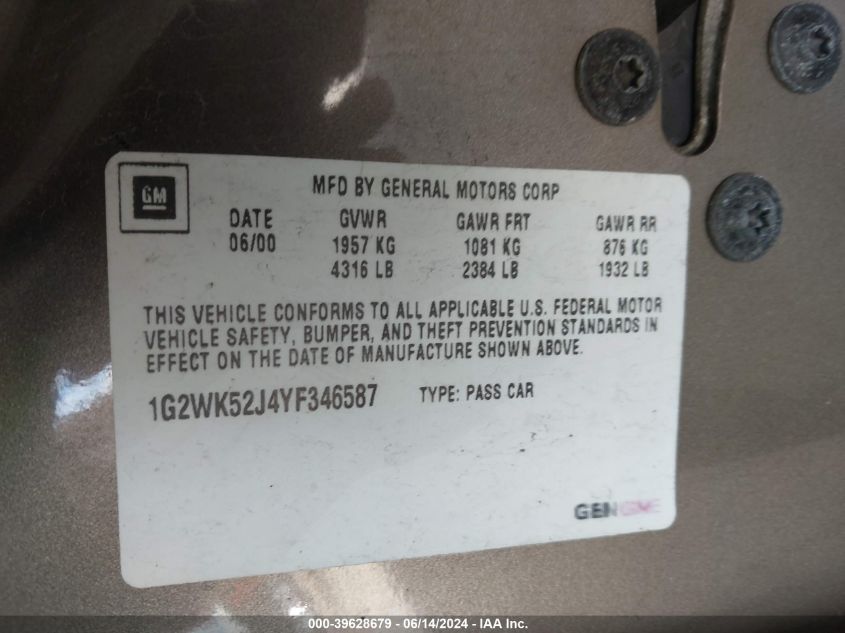 GM
MFD BY GENERAL MOTORS CORP
DATE GVWR GAWR FRT GAWR RR
06/00 1957 KG 1081 KG 876 KG
4316 LB 2384 LB 1932 LB
THIS VEHICLE CONFORMS TO ALL APPLICABLE U.S. FEDERAL MOTOR
VEHICLE SAFETY, BUMPER, AND THEFT PREVENTION STANDARDS IN
EFFECT ON THE DATE OF MANUFACTURE SHOWN ABOVE.
1G2WK52J4YF346587 TYPE: PASS CAR
000-39628679 / 06/14/2024 - IAA Inc.